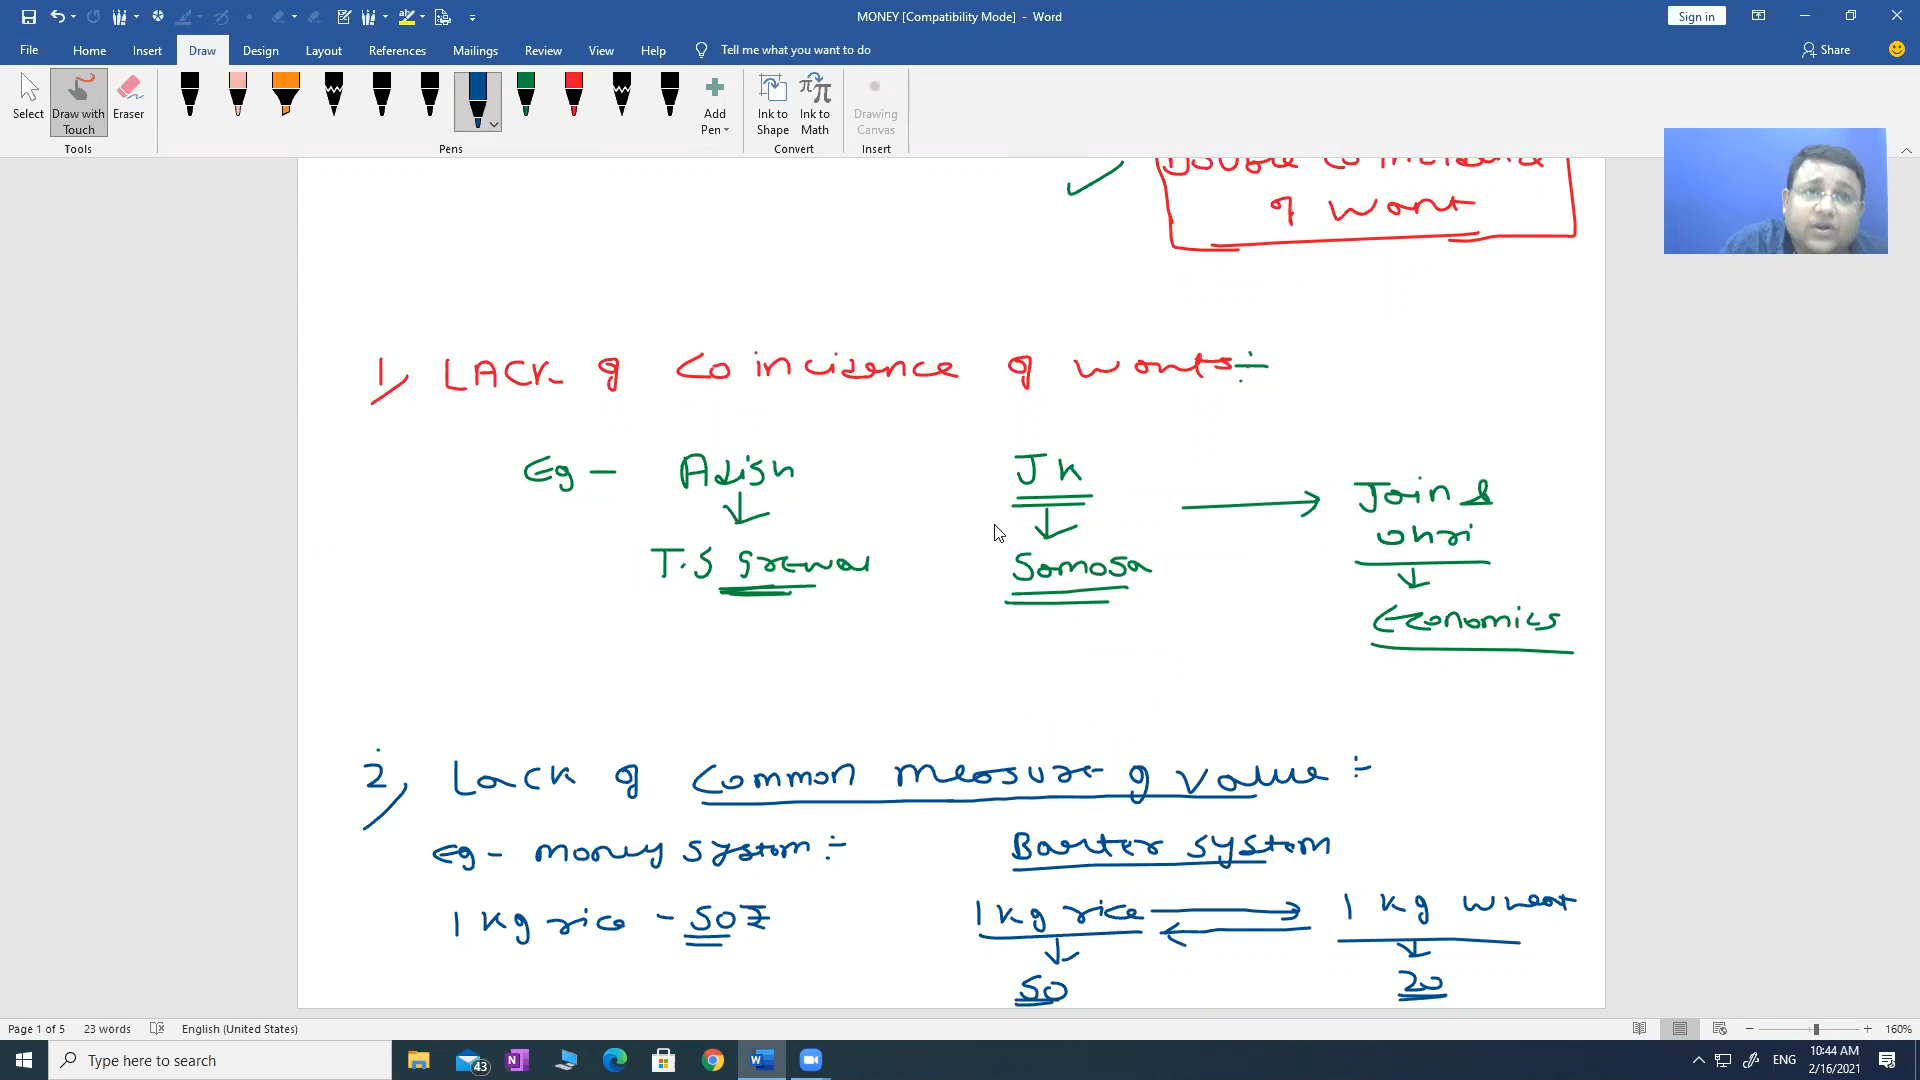 MONEY [Compatibility Mode] - Word
Sign in
File Home Insert Draw Design Layout References Mailings Review View Help Tell me what you want to do
Share
Select
Draw with Touch
Eraser
Add Pen
Ink to Shape
Ink to Math
Drawing Canvas
Tools
Pens
Convert
Insert
Double Coincidence
of Want
1, LACK of Coincidence of wants:-
Eg - Adish
JK
T.S Grewal
Samosa
Join &
ohri
Economics
2, Lack of Common measure of value:-
Eg - money system:-
Barter system
1 Kg rice - 50₹
1 Kg rice
1 Kg wheat
50
20
Page 1 of 5 23 words English (United States)
160%
Type here to search
43
ENG
10:44 AM
2/16/2021